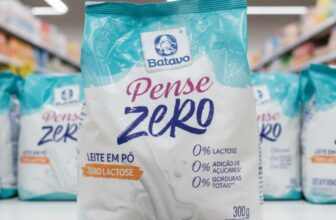 Batavo
Pense
ZERO
LEITE EM PÓ
ZERO LACTOSE
0% LACTOSE
0% ADIÇÃO DE
AÇÚCARES*
0% GORDURAS
TOTAIS**
300g